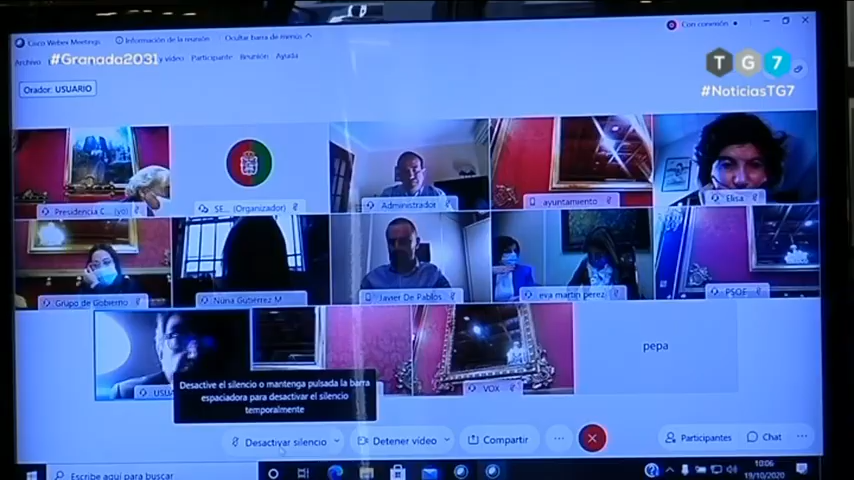 Cisco Webex Meetings
Información de la reunión
Ocultar barra de menús
Con conexión
Archivo
y vídeo
Participante
Reunión
Ayuda
#Granada2031
TG7
#NoticiasTG7
Orador: USUARIO
Presidencia C... (yo)
SE... (Organizador)
Administrador
ayuntamiento
Elisa
Grupo de Gobierno
Nuria Gutierrez M
Javier De Pablos
eva martin perez
PSOE
USUA
VOX
pepa
Desactive el silencio o mantenga pulsada la barra
espaciadora para desactivar el silencio
temporalmente
Desactivar silencio
Detener vídeo
Compartir
Participantes
Chat
Escribe aquí para buscar
10:06
19/10/2020